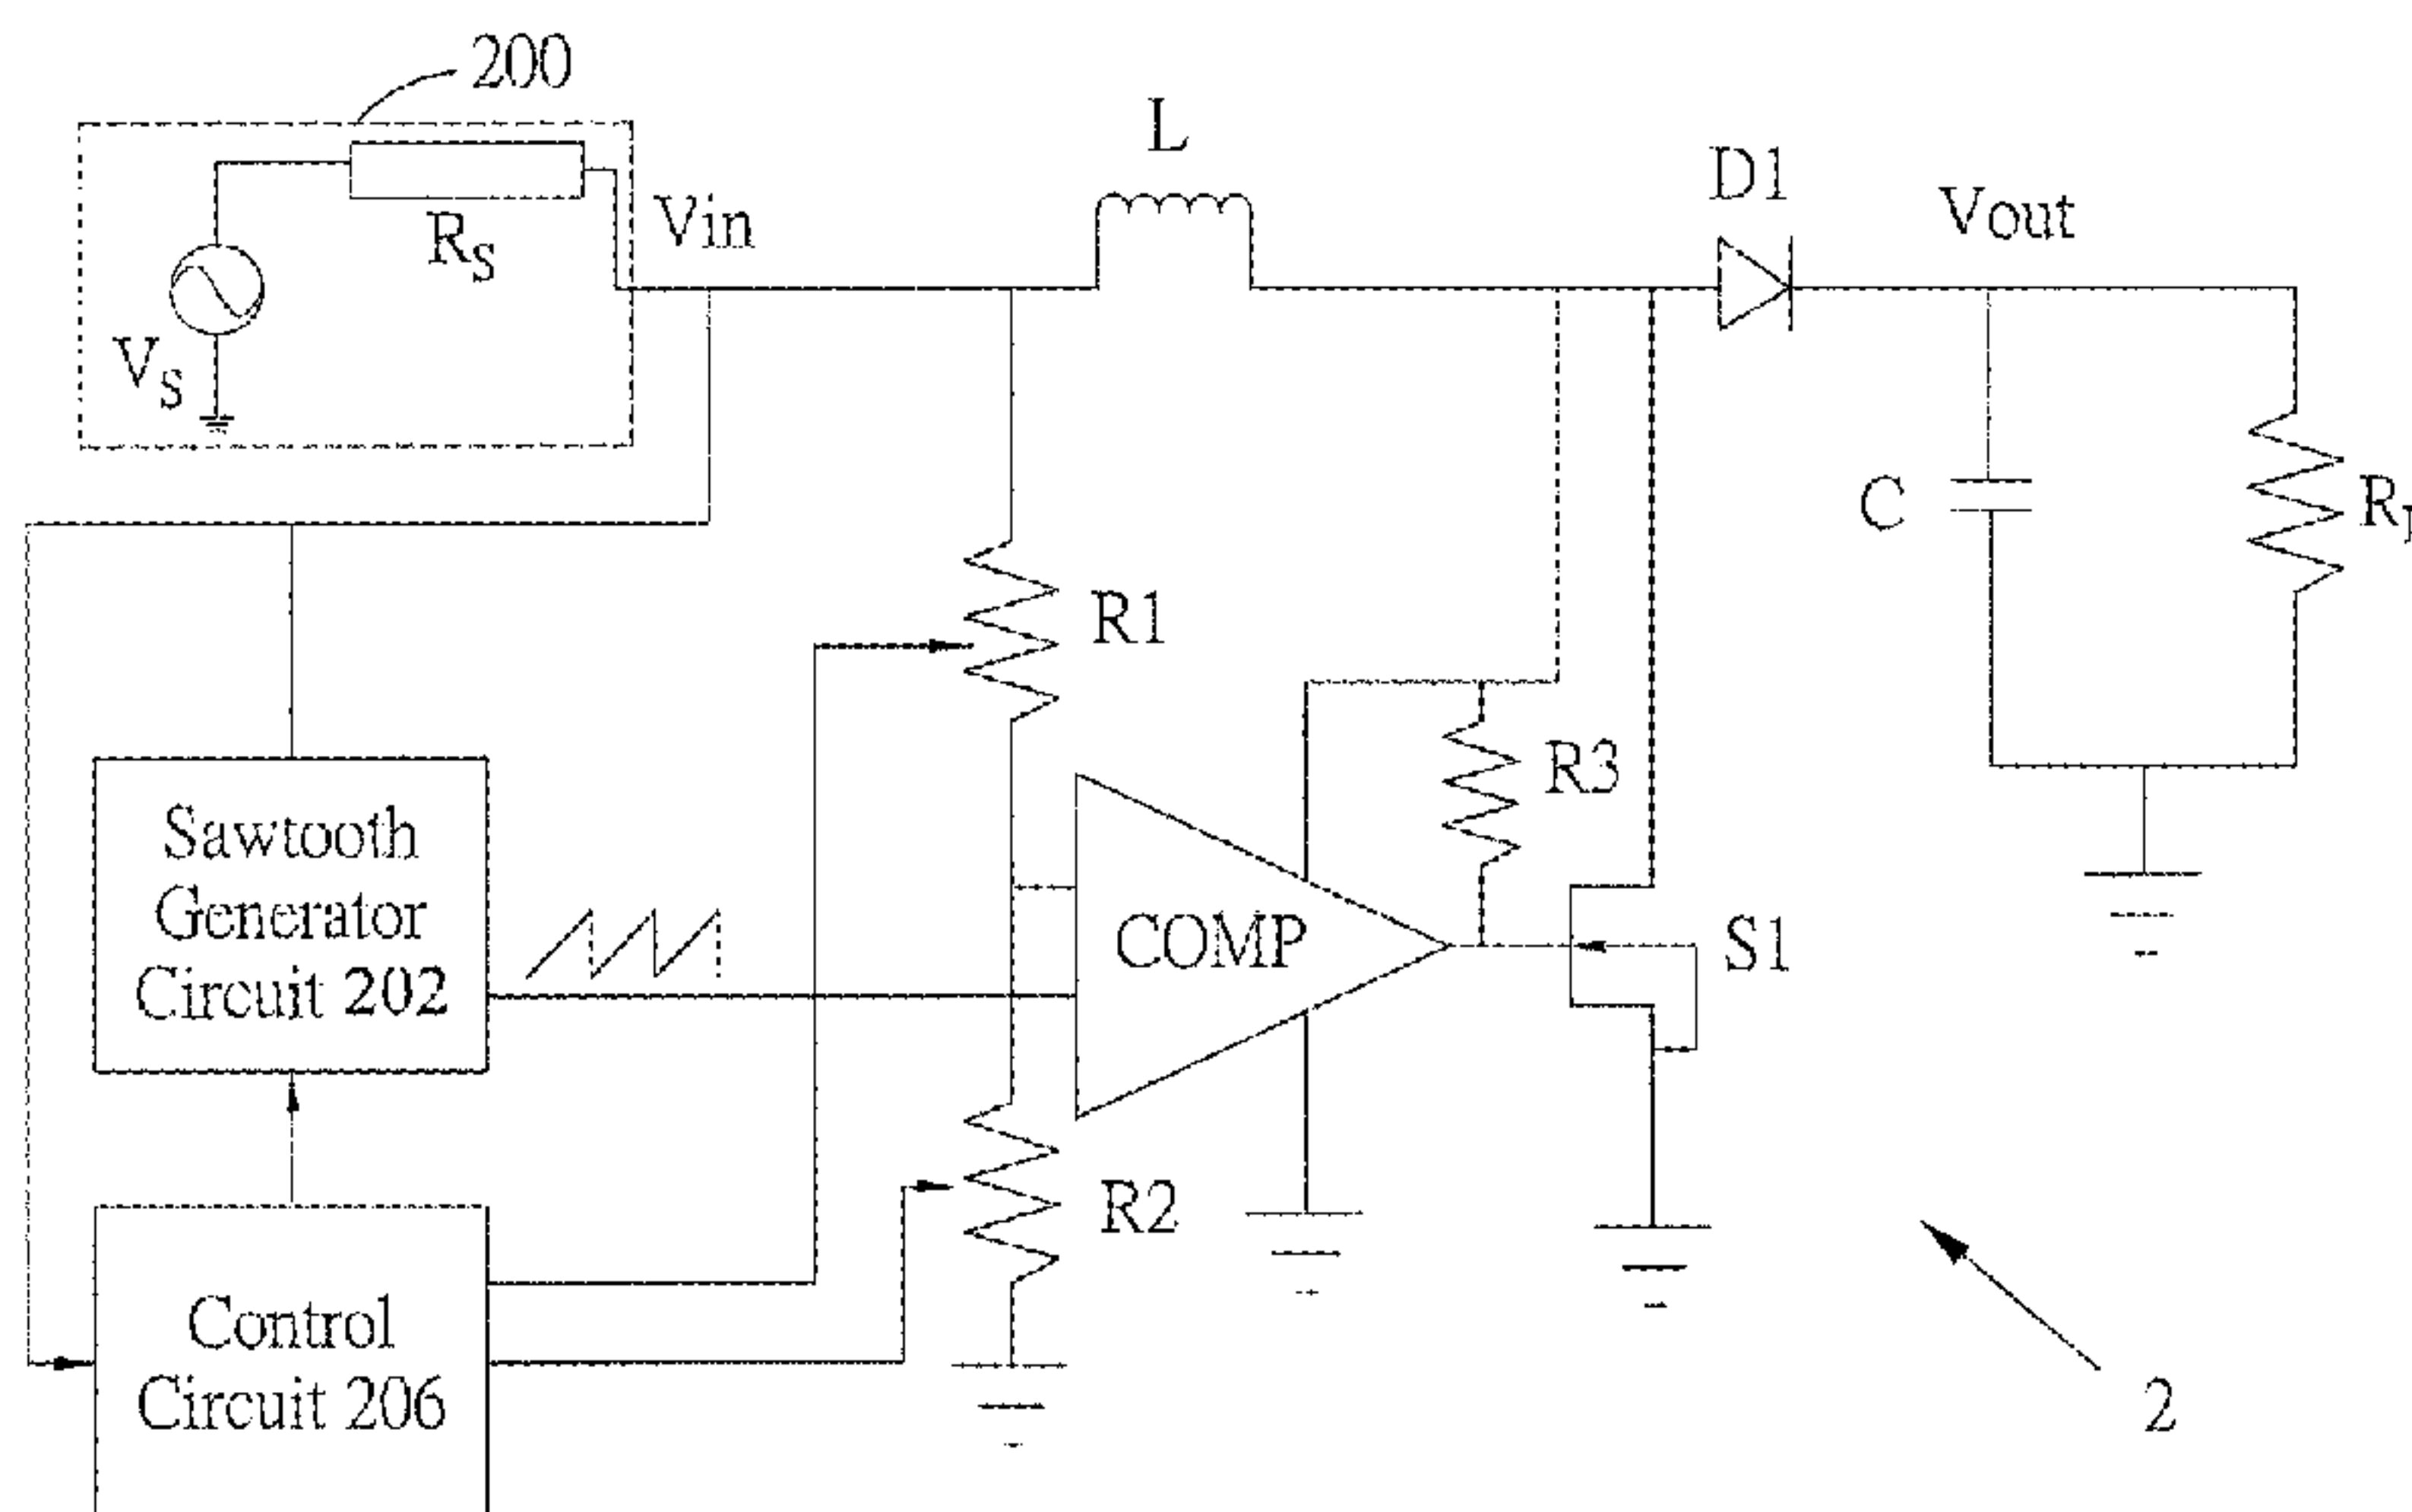 200
L
D1
Vin
Vout
RS
VS
C
R1
R3
Sawtooth
Generator
Circuit 202
COMP
S1
R2
Control
Circuit 206
2